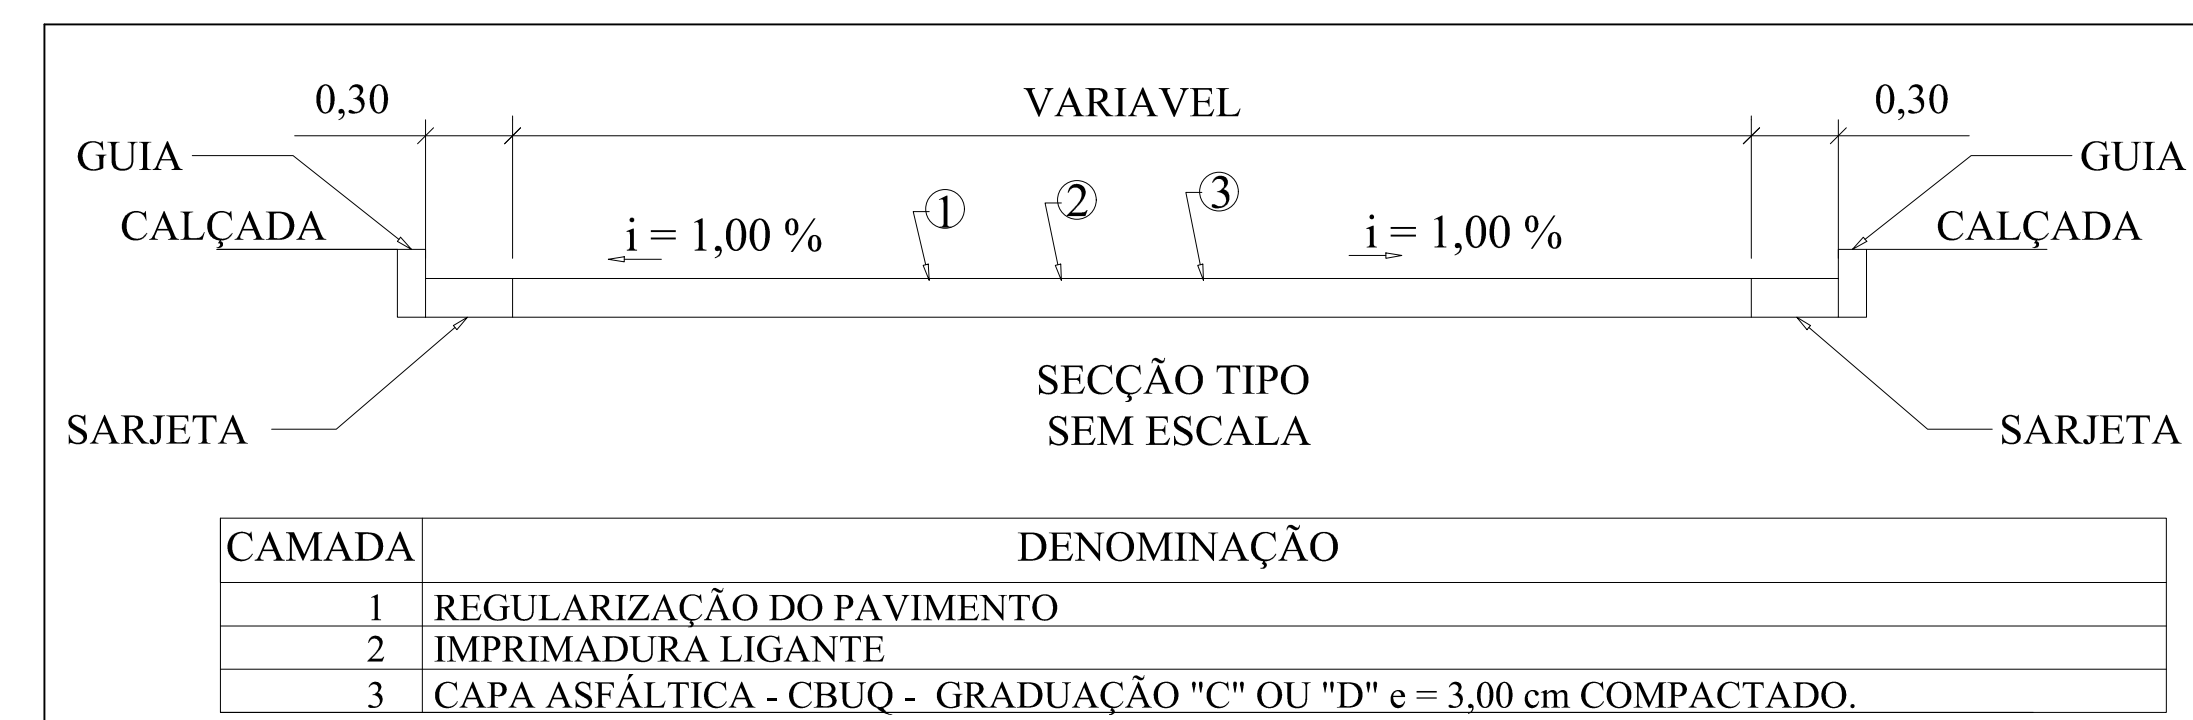 0,30 VARIAVEL 0,30
GUIA GUIA
CALÇADA CALÇADA
1 2 3
i = 1,00 % i = 1,00 %
SECÇÃO TIPO
SEM ESCALA
SARJETA SARJETA
CAMADA DENOMINAÇÃO
1 REGULARIZAÇÃO DO PAVIMENTO
2 IMPRIMADURA LIGANTE
3 CAPA ASFÁLTICA - CBUQ - GRADUAÇÃO "C" OU "D" e = 3,00 cm COMPACTADO.